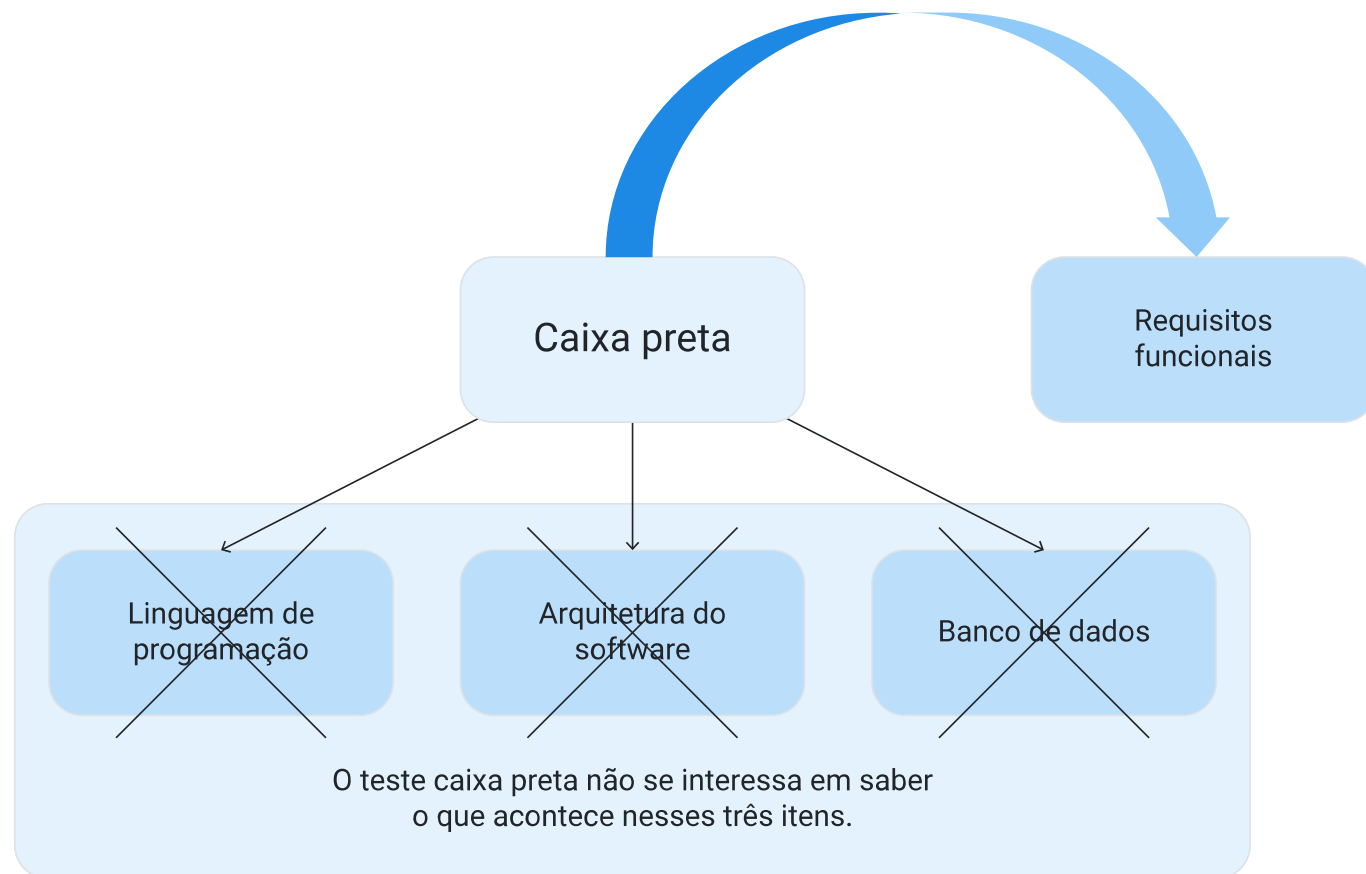 Caixa preta
Requisitos
funcionais
Linguagem de
programação
Arquitetura do
software
Banco de dados
O teste caixa preta não se interessa em saber
o que acontece nesses três itens.